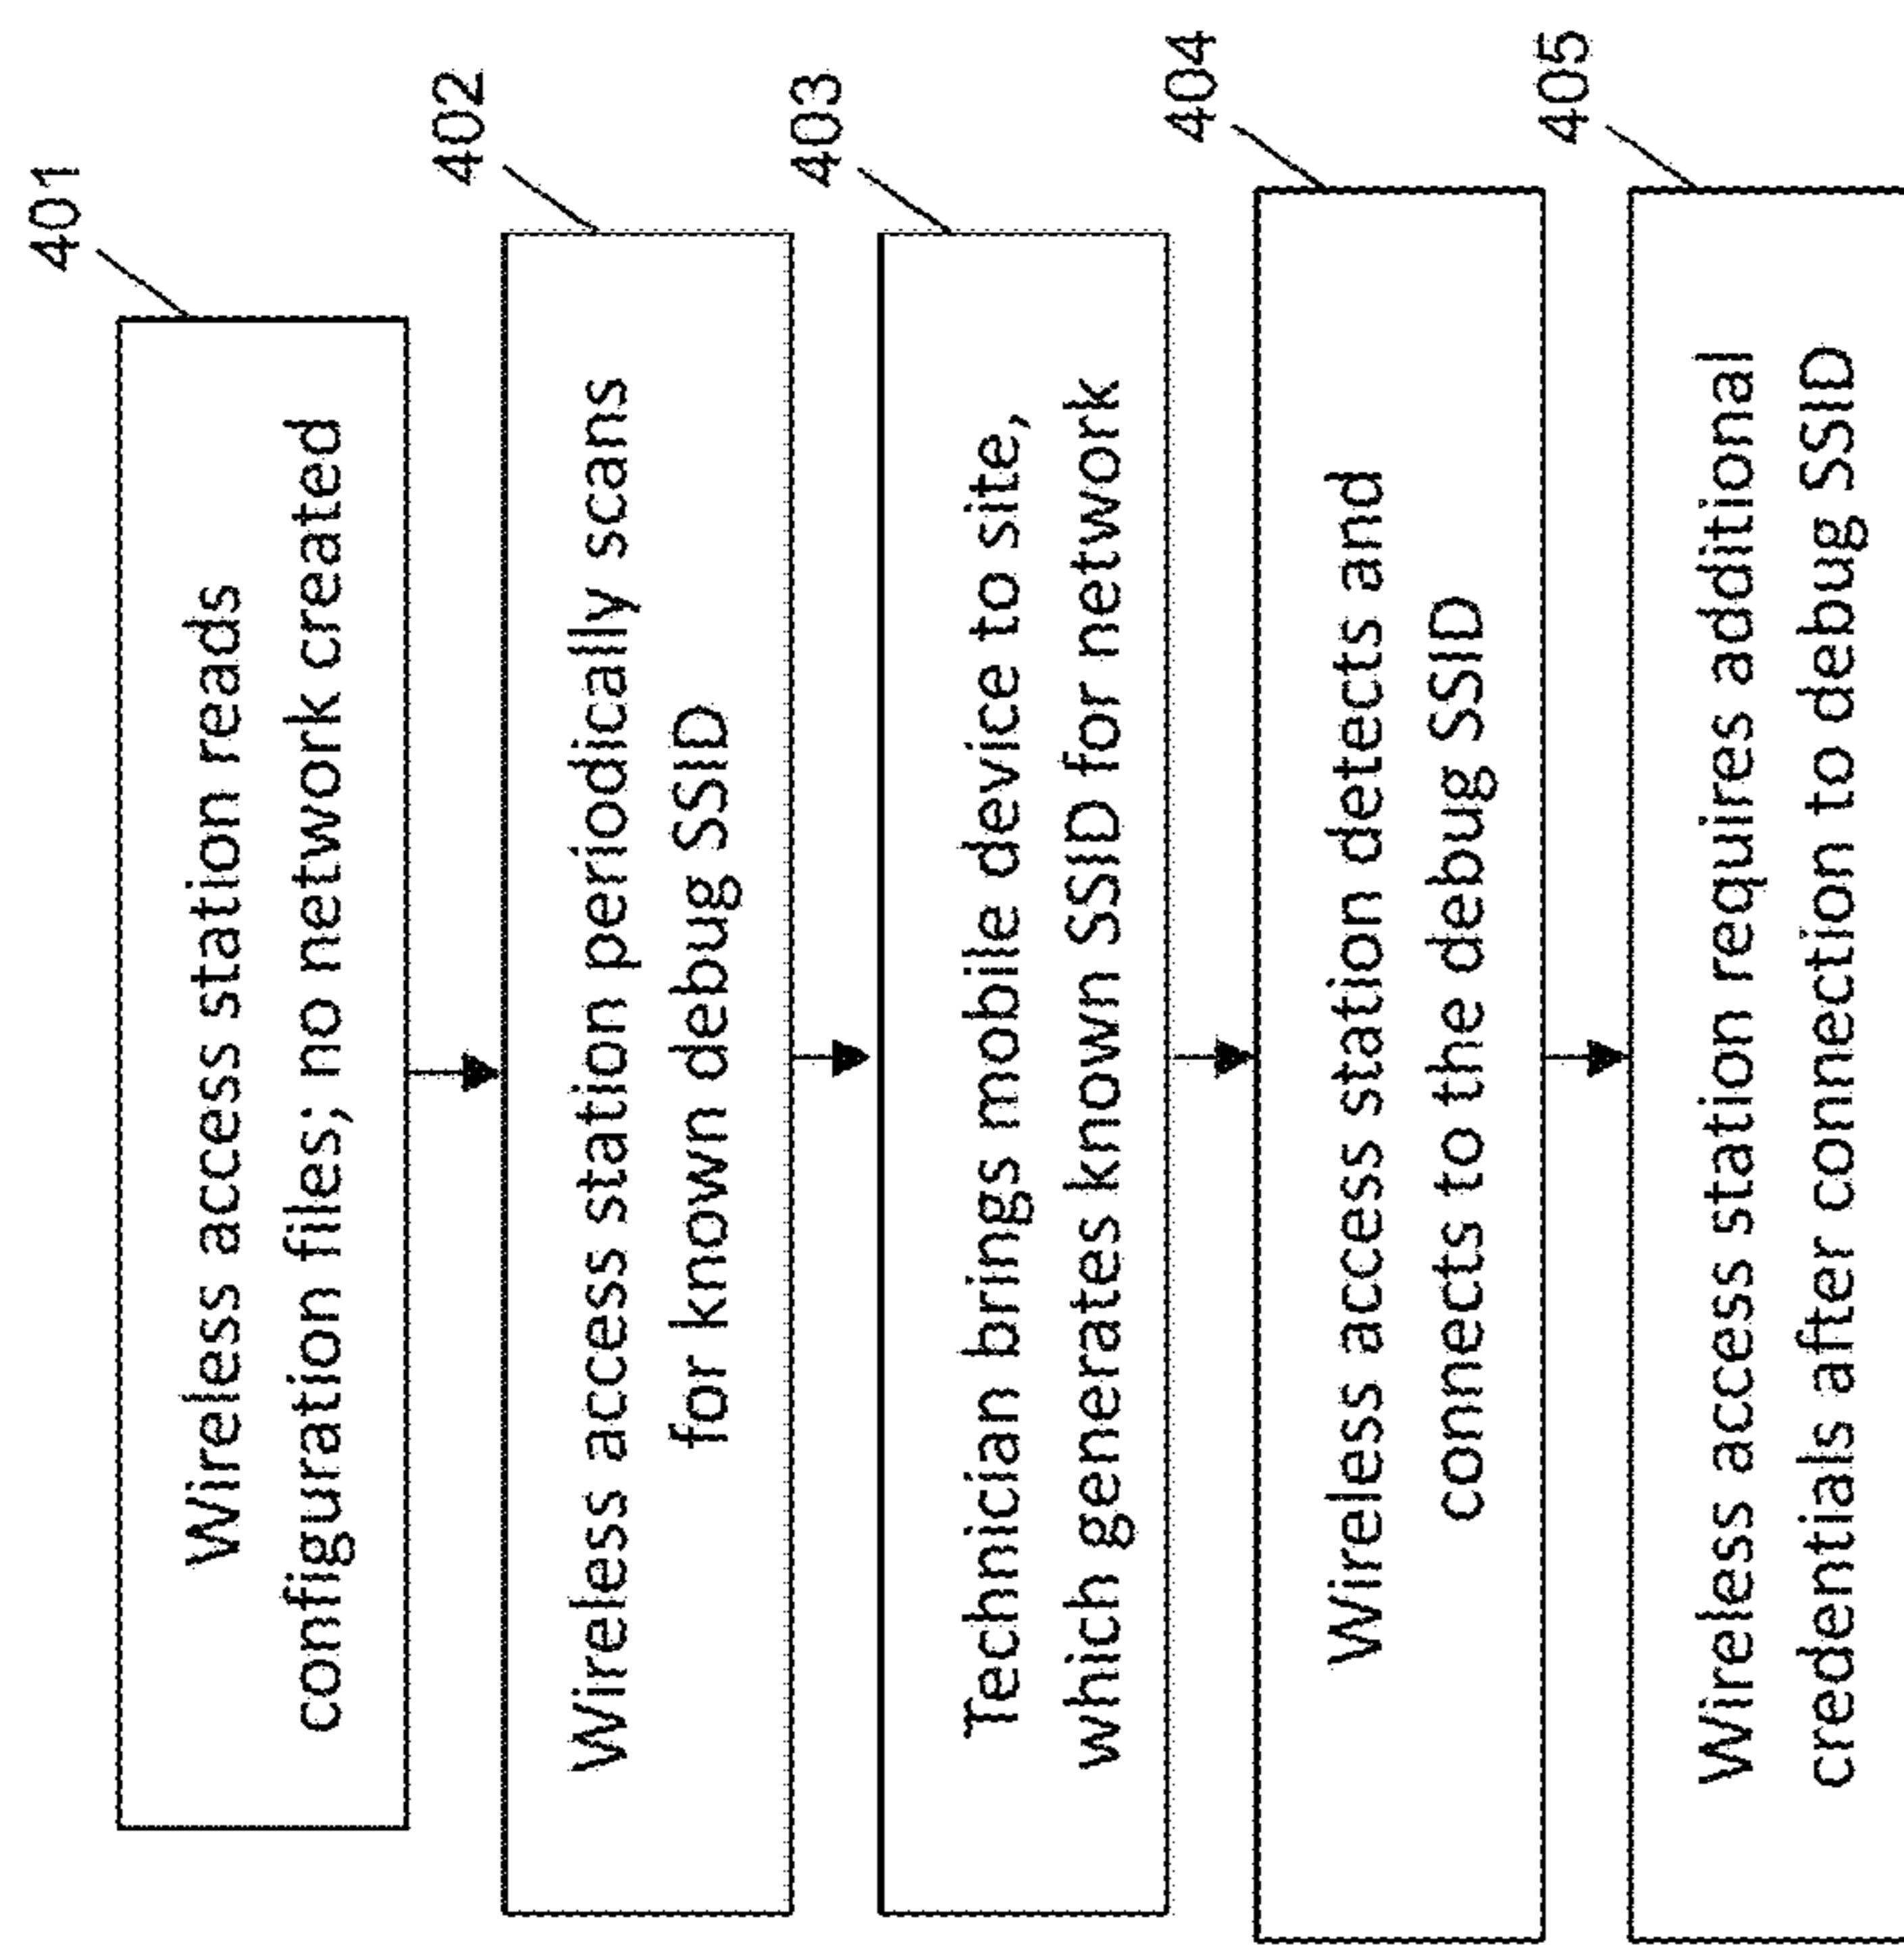 401
Wireless access station reads
configuration files; no network created
402
Wireless access station periodically scans
for known debug SSID
403
Technician brings mobile device to site,
which generates known SSID for network
404
Wireless access station detects and
connects to the debug SSID
405
Wireless access station requires additional
credentials after connection to debug SSID